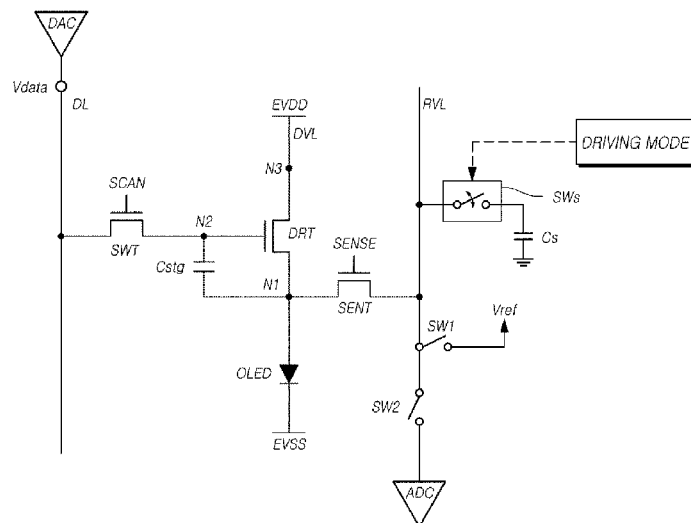 DAC
Vdata
DL
EVDD
DVL
RVL
DRIVING MODE
N3
SWs
SCAN
N2
DRT
Cs
SENSE
SWT
Cstg
N1
SENT
Vref
SW1
OLED
SW2
EVSS
ADC